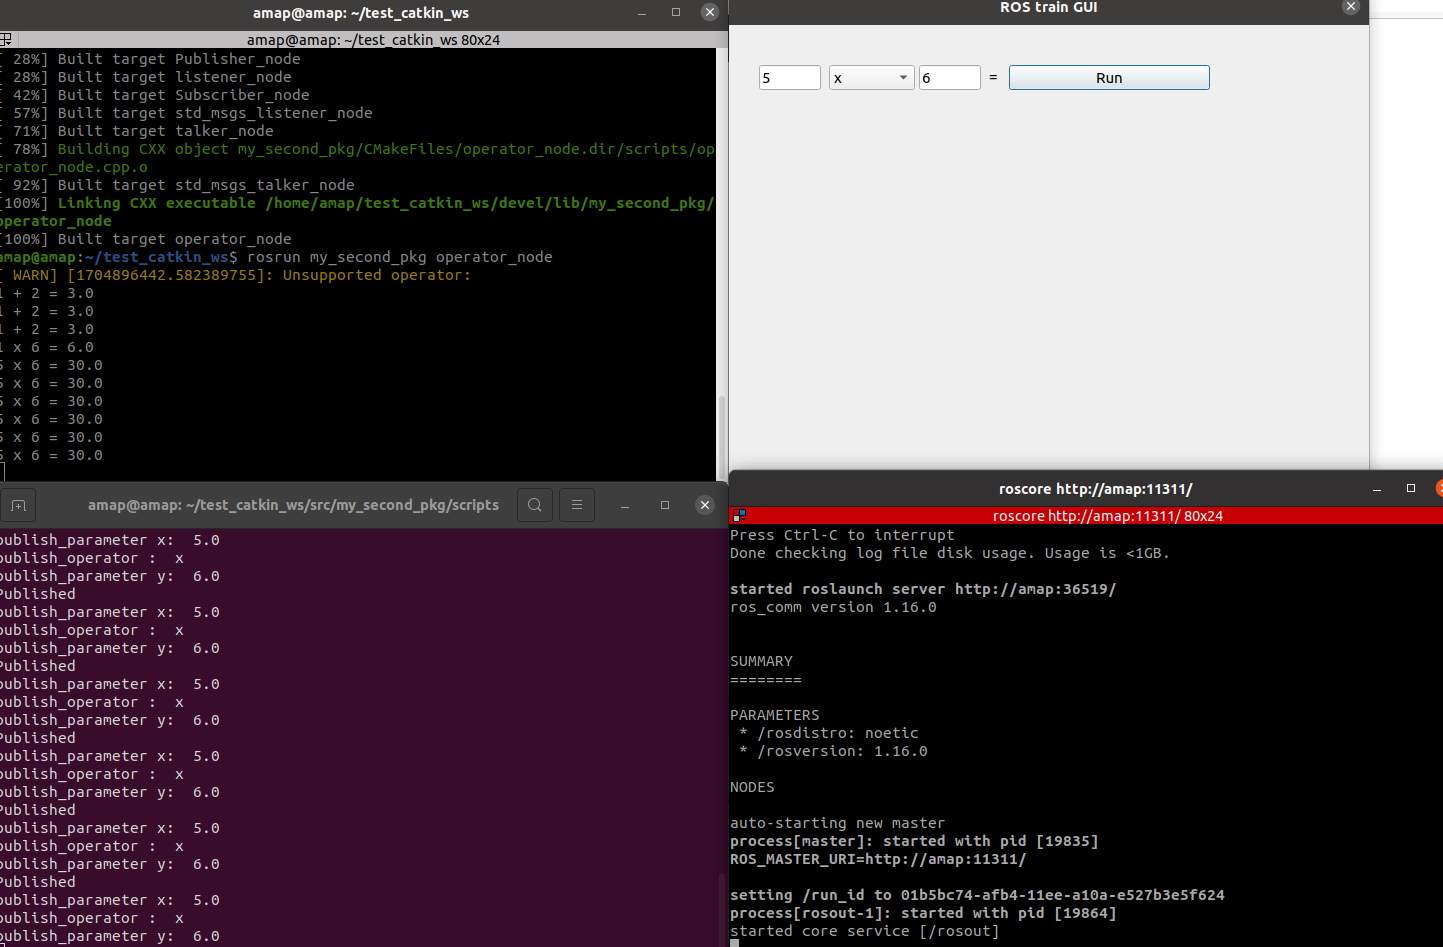 amap@amap: ~/test_catkin_ws
amap@amap: ~/test_catkin_ws 80x24
[ 28%] Built target Publisher_node
[ 28%] Built target listener_node
[ 42%] Built target Subscriber_node
[ 57%] Built target std_msgs_listener_node
[ 71%] Built target talker_node
[ 78%] Building CXX object my_second_pkg/CMakeFiles/operator_node.dir/scripts/op
erator_node.cpp.o
[ 92%] Built target std_msgs_talker_node
[100%] Linking CXX executable /home/amap/test_catkin_ws/devel/lib/my_second_pkg/
operator_node
[100%] Built target operator_node
amap@amap:~/test_catkin_ws$ rosrun my_second_pkg operator_node
[ WARN] [1704896442.582389755]: Unsupported operator:
1 + 2 = 3.0
1 + 2 = 3.0
1 + 2 = 3.0
1 x 6 = 6.0
5 x 6 = 30.0
5 x 6 = 30.0
5 x 6 = 30.0
5 x 6 = 30.0
5 x 6 = 30.0
5 x 6 = 30.0
ROS train GUI
5 x 6 = Run
amap@amap: ~/test_catkin_ws/src/my_second_pkg/scripts
publish_parameter x:  5.0
publish_operator :  x
publish_parameter y:  6.0
Published
publish_parameter x:  5.0
publish_operator :  x
publish_parameter y:  6.0
Published
publish_parameter x:  5.0
publish_operator :  x
publish_parameter y:  6.0
Published
publish_parameter x:  5.0
publish_operator :  x
publish_parameter y:  6.0
Published
publish_parameter x:  5.0
publish_operator :  x
publish_parameter y:  6.0
Published
publish_parameter x:  5.0
publish_operator :  x
publish_parameter y:  6.0
roscore http://amap:11311/
roscore http://amap:11311/ 80x24
Press Ctrl-C to interrupt
Done checking log file disk usage. Usage is <1GB.
started roslaunch server http://amap:36519/
ros_comm version 1.16.0
SUMMARY
========
PARAMETERS
 * /rosdistro: noetic
 * /rosversion: 1.16.0
NODES
auto-starting new master
process[master]: started with pid [19835]
ROS_MASTER_URI=http://amap:11311/
setting /run_id to 01b5bc74-afb4-11ee-a10a-e527b3e5f624
process[rosout-1]: started with pid [19864]
started core service [/rosout]